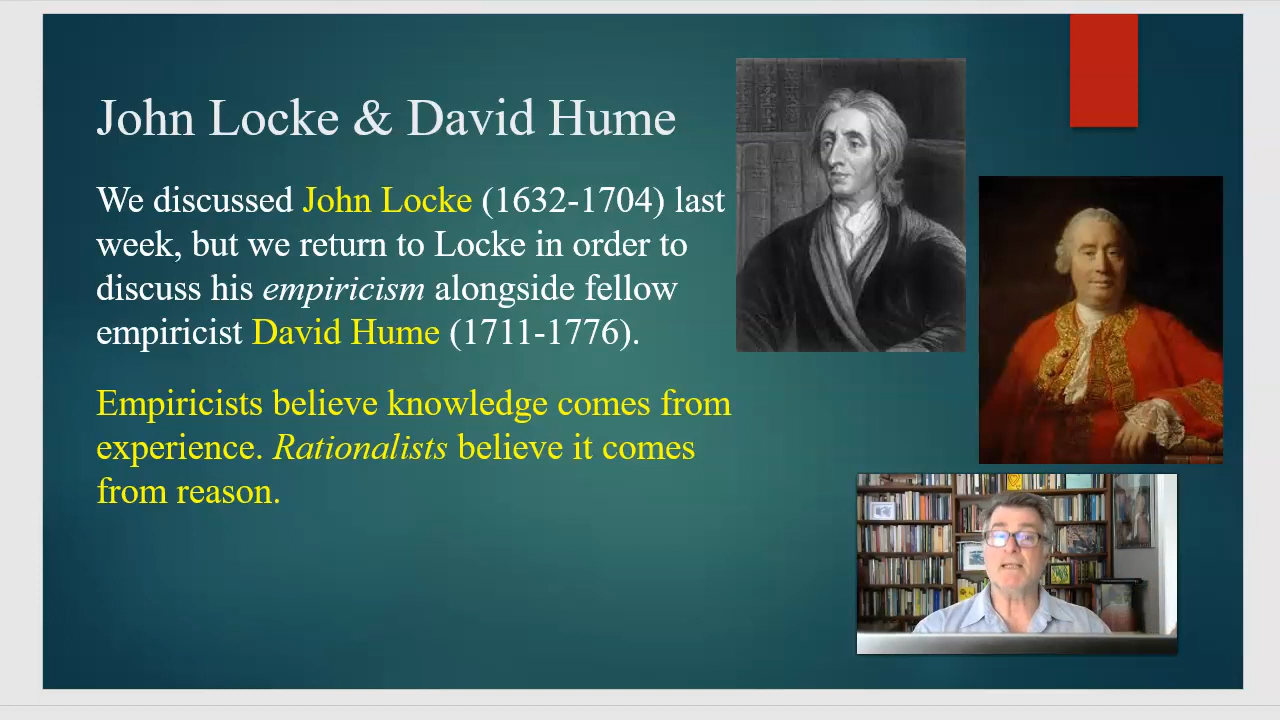 John Locke & David Hume
We discussed John Locke (1632-1704) last
week, but we return to Locke in order to
discuss his empiricism alongside fellow
empiricist David Hume (1711-1776).
Empiricists believe knowledge comes from
experience. Rationalists believe it comes
from reason.